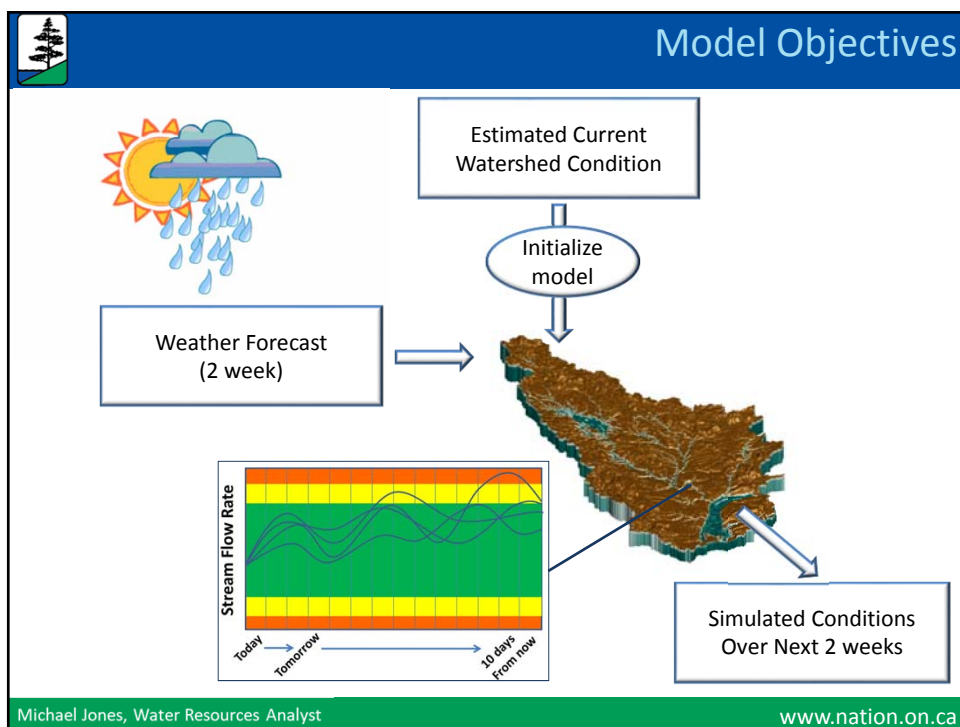 Model Objectives
Estimated Current
Watershed Condition
Initialize
model
Weather Forecast
(2 week)
Stream Flow Rate
Today
Tomorrow
10 days
From now
Simulated Conditions
Over Next 2 weeks
Michael Jones, Water Resources Analyst
www.nation.on.ca